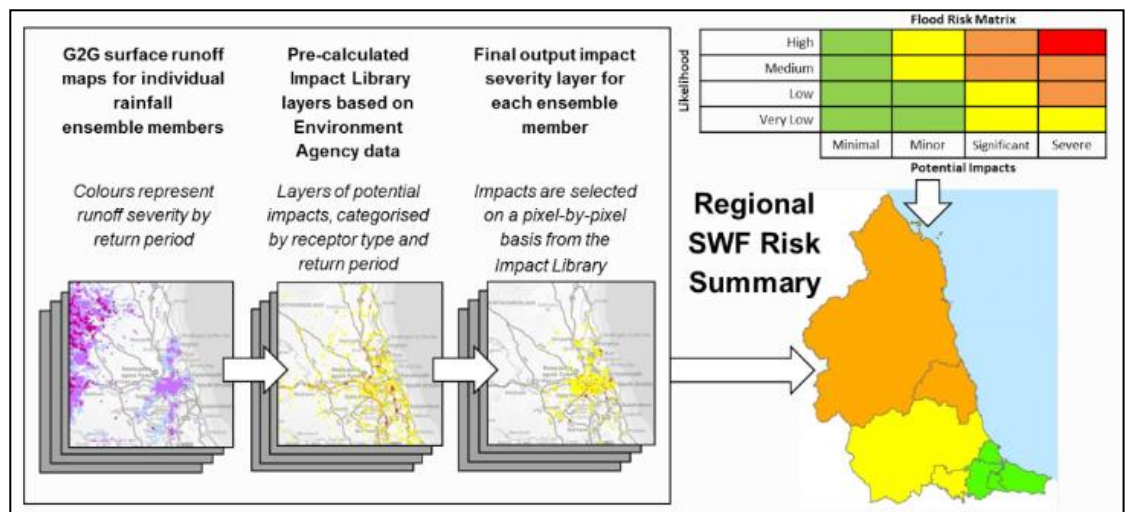 G2G surface runoff
maps for individual
rainfall
ensemble members
Colours represent
runoff severity by
return period
Pre-calculated
Impact Library
layers based on
Environment
Agency data
Layers of potential
impacts, categorised
by receptor type and
return period
Final output impact
severity layer for
each ensemble
member
Impacts are selected
on a pixel-by-pixel
basis from the
Impact Library
Flood Risk Matrix
Likelihood
High
Medium
Low
Very Low
Minimal Minor Significant Severe
Potential Impacts
Regional
SWF Risk
Summary